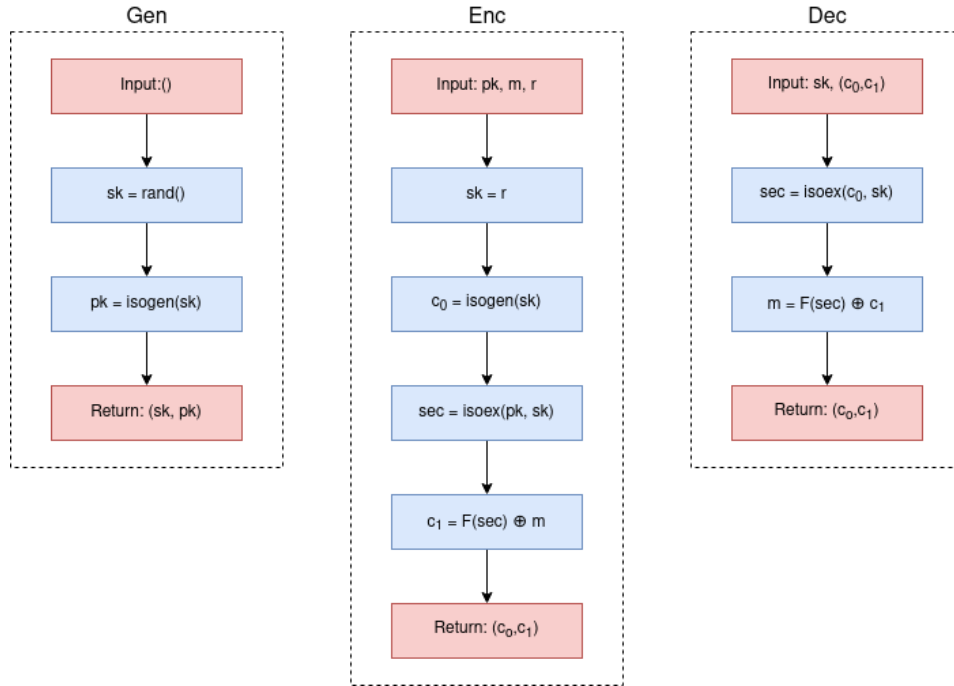 Gen
Input:()
sk = rand()
pk = isogen(sk)
Return: (sk, pk)
Enc
Input: pk, m, r
sk = r
c₀ = isogen(sk)
sec = isoex(pk, sk)
c₁ = F(sec) ⊕ m
Return: (cₒ,c₁)
Dec
Input: sk, (c₀,c₁)
sec = isoex(c₀, sk)
m = F(sec) ⊕ c₁
Return: (cₒ,c₁)